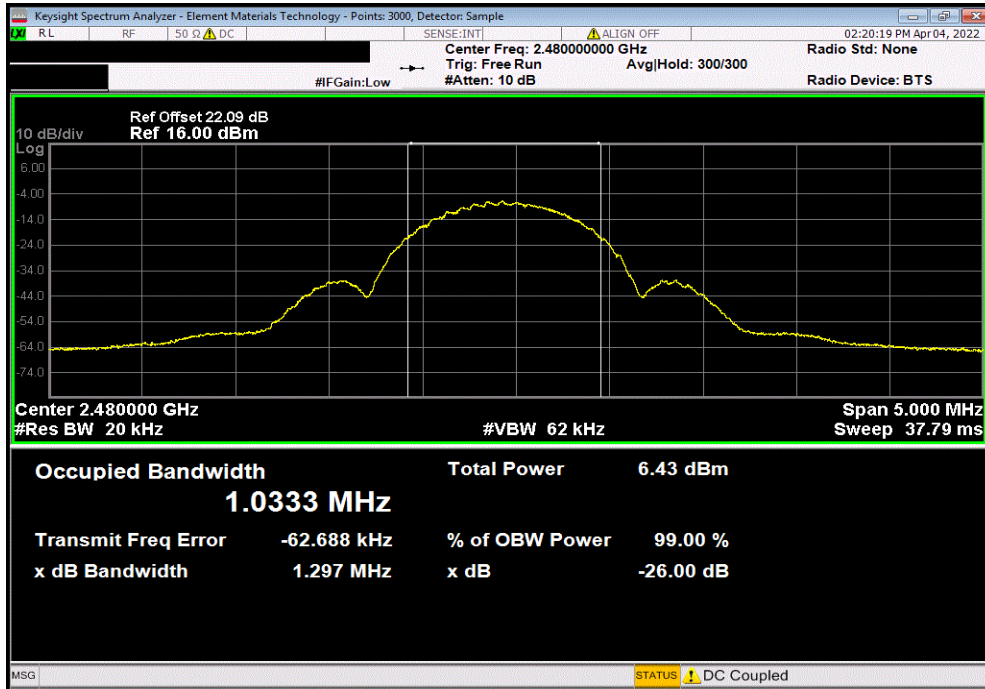 Keysight Spectrum Analyzer - Element Materials Technology - Points: 3000, Detector: Sample
LXI RL RF 50 Ω DC SENSE:INT ALIGN OFF 02:20:19 PM Apr 04, 2022
Center Freq: 2.480000000 GHz Radio Std: None
Trig: Free Run Avg|Hold: 300/300
#IFGain:Low #Atten: 10 dB Radio Device: BTS
Ref Offset 22.09 dB
10 dB/div Ref 16.00 dBm
Log
6.00
-4.00
-14.0
-24.0
-34.0
-44.0
-54.0
-64.0
-74.0
Center 2.480000 GHz Span 5.000 MHz
#Res BW 20 kHz #VBW 62 kHz Sweep 37.79 ms
Occupied Bandwidth Total Power 6.43 dBm
1.0333 MHz
Transmit Freq Error -62.688 kHz % of OBW Power 99.00 %
x dB Bandwidth 1.297 MHz x dB -26.00 dB
MSG STATUS DC Coupled